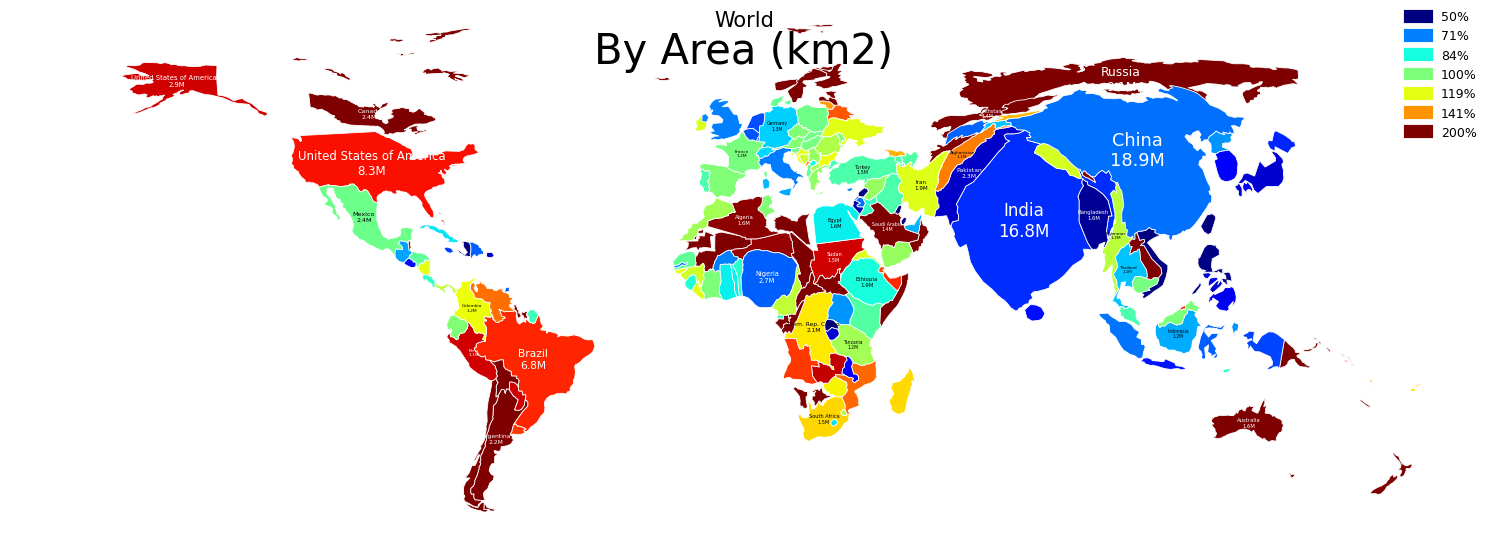 World
By Area (km2)
50%
71%
84%
100%
119%
141%
200%
United States of America
2.9M
Canada
2.4M
United States of America
8.3M
Mexico
2.4M
Colombia
1.2M
Brazil
6.8M
Argentina
2.2M
Germany
1.3M
France
1.2M
Turkey
1.5M
Algeria
1.6M
Egypt
1.6M
Saudi Arabia
1.4M
Sudan
1.5M
Nigeria
2.7M
Ethiopia
1.9M
em. Rep. C
2.1M
Tanzania
1.2M
South Africa
1.5M
Iran
1.9M
Afghanistan
Pakistan
2.3M
Russia
China
18.9M
India
16.8M
Bangladesh
1.6M
Thailand
Indonesia
1.2M
Australia
1.6M